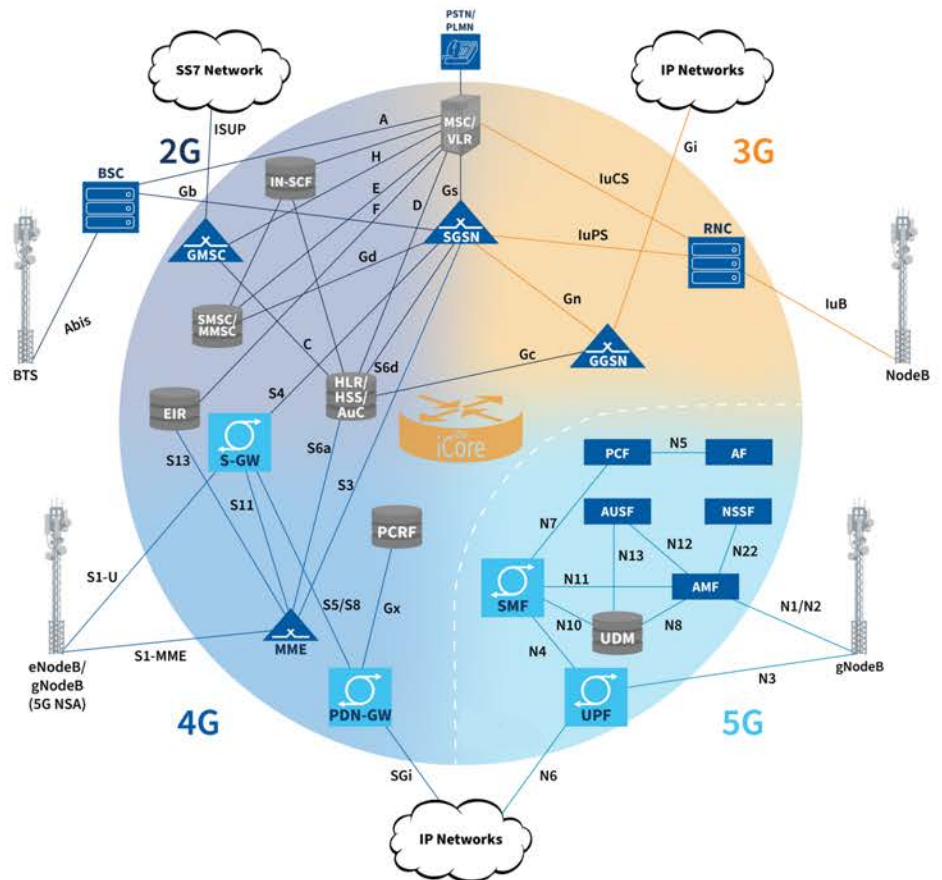 PSTN/
PLMN
SS7 Network
IP Networks
MSC/
VLR
A
ISUP
2G
3G
H
Gi
BSC
IN-SCF
IuCS
Gb
E
Gs
D
F
SGSN
RNC
IuPS
GMSC
Gd
Gn
SMSC/
MMSC
IuB
Abis
C
Gc
GGSN
S6d
BTS
NodeB
HLR/
HSS/
AuC
S4
EIR
iCore
S-GW
S6a
PCF
N5
AF
S13
S3
S11
N7
AUSF
NSSF
PCRF
N12
N22
N13
S1-U
N11
AMF
SMF
S5/S8
Gx
N1/N2
N10
UDM
N8
S1-MME
MME
N4
eNodeB/
gNodeB
(5G NSA)
gNodeB
N3
4G
PDN-GW
UPF
5G
SGi
N6
IP Networks